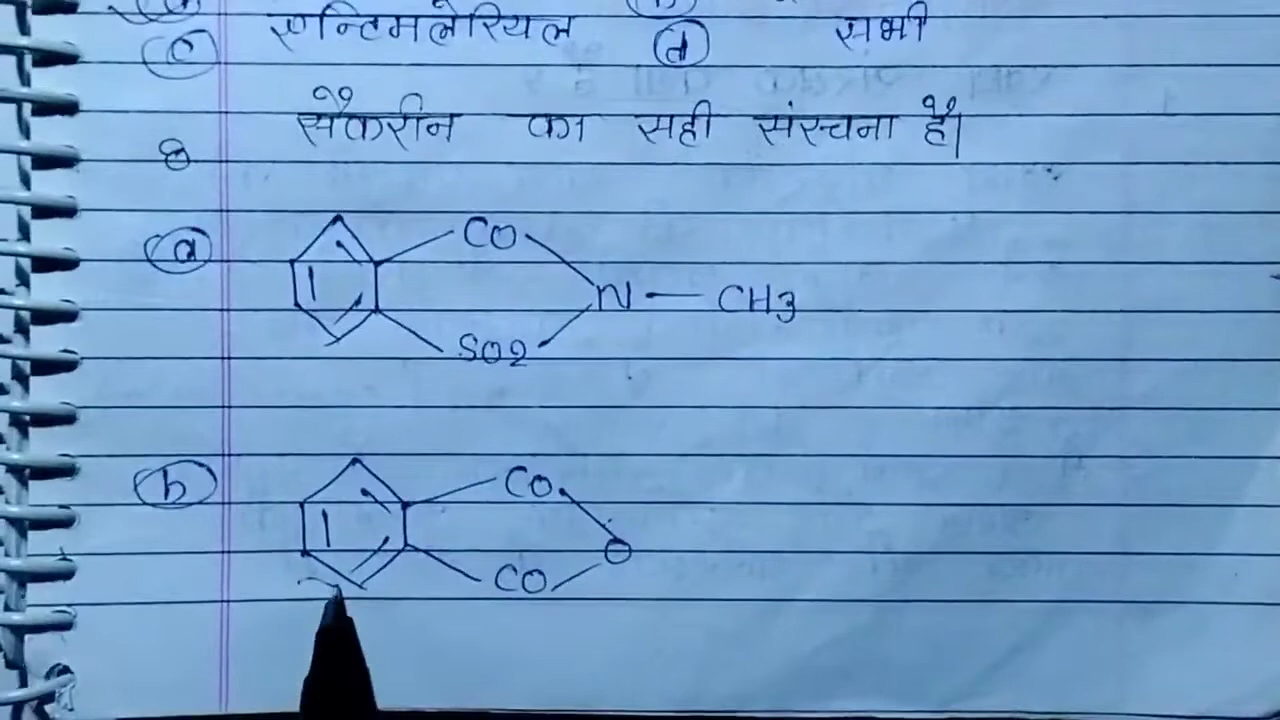 (c) एन्टिमलेरियल (d) सभी
8 सैकरीन का सही संरचना है।
(a) CO
N — CH3
SO2
(b) CO
O
CO